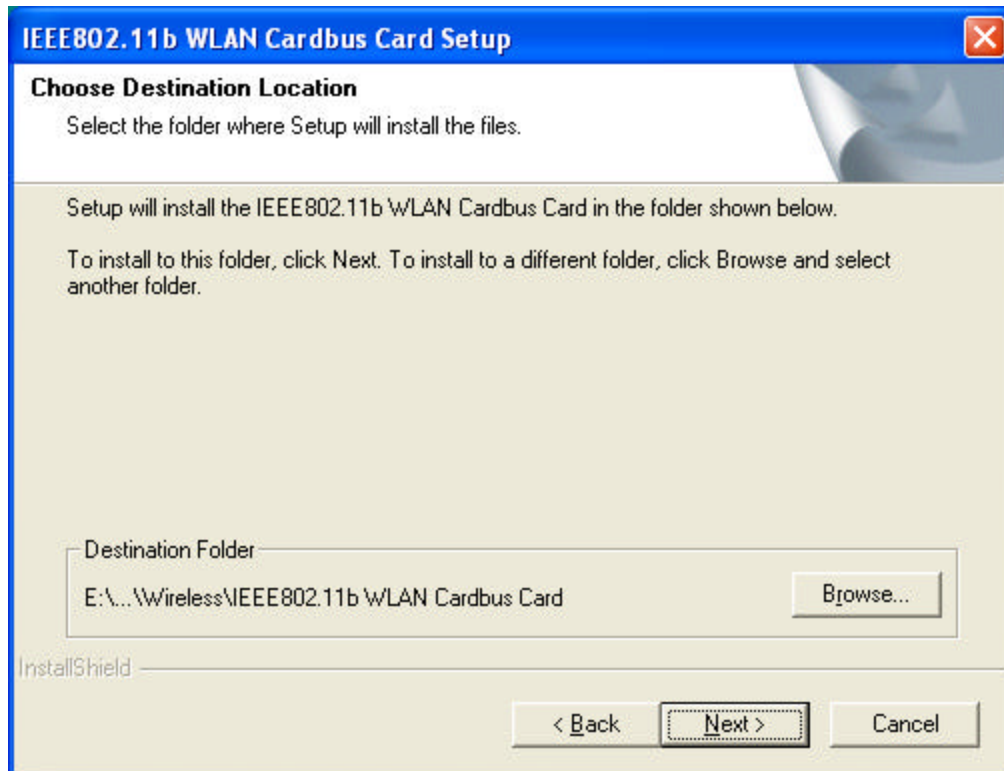 IEEE802.11b WLAN Cardbus Card Setup
Choose Destination Location
Select the folder where Setup will install the files.
Setup will install the IEEE802.11b WLAN Cardbus Card in the folder shown below.
To install to this folder, click Next. To install to a different folder, click Browse and select
another folder.
Destination Folder
E:\...\Wireless\IEEE802.11b WLAN Cardbus Card
Browse...
InstallShield
< Back
Next >
Cancel